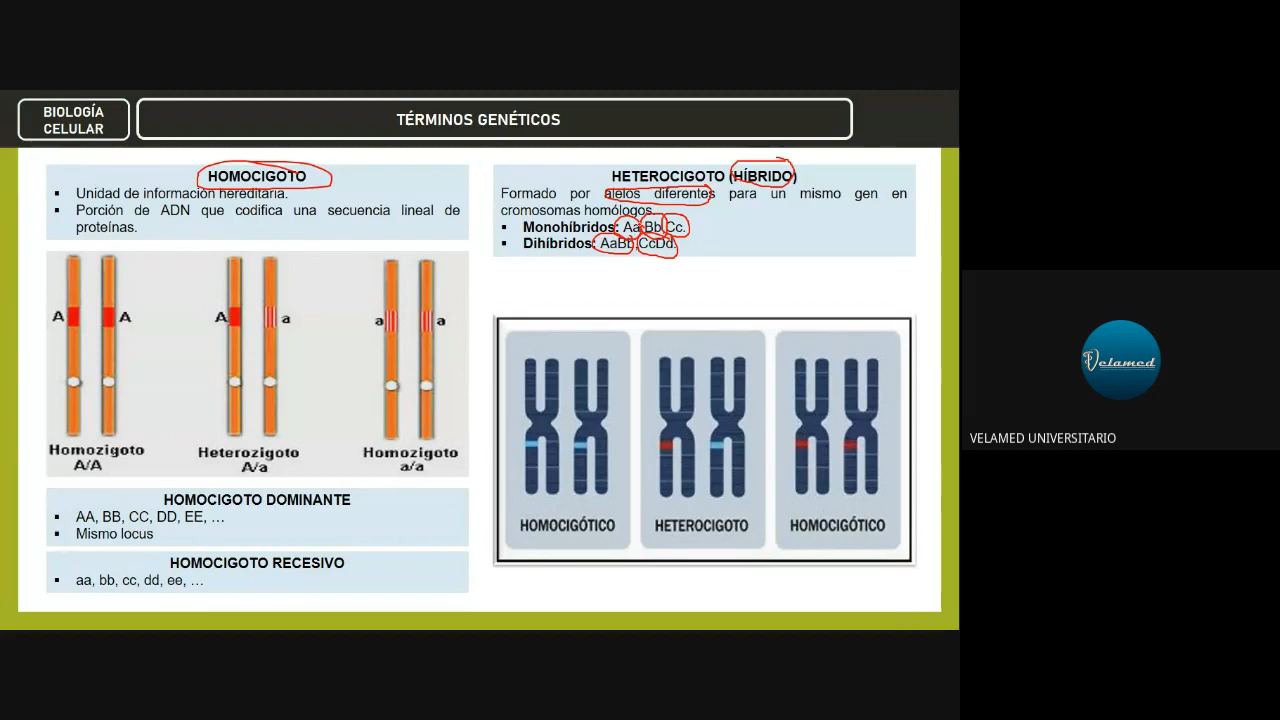 BIOLOGÍA
CELULAR
TÉRMINOS GENÉTICOS
HOMOCIGOTO
▪ Unidad de información hereditaria.
▪ Porción de ADN que codifica una secuencia lineal de
proteínas.
A A A a a a
Homozigoto Heterozigoto Homozigoto
A/A A/a a/a
HOMOCIGOTO DOMINANTE
▪ AA, BB, CC, DD, EE, …
▪ Mismo locus
HOMOCIGOTO RECESIVO
▪ aa, bb, cc, dd, ee, …
HETEROCIGOTO (HÍBRIDO)
Formado por alelos diferentes para un mismo gen en
cromosomas homólogos.
▪ Monohíbridos: Aa, Bb, Cc.
▪ Dihíbridos: AaBb, CcDd.
HOMOCIGÓTICO HETEROCIGOTO HOMOCIGÓTICO
Velamed
VELAMED UNIVERSITARIO